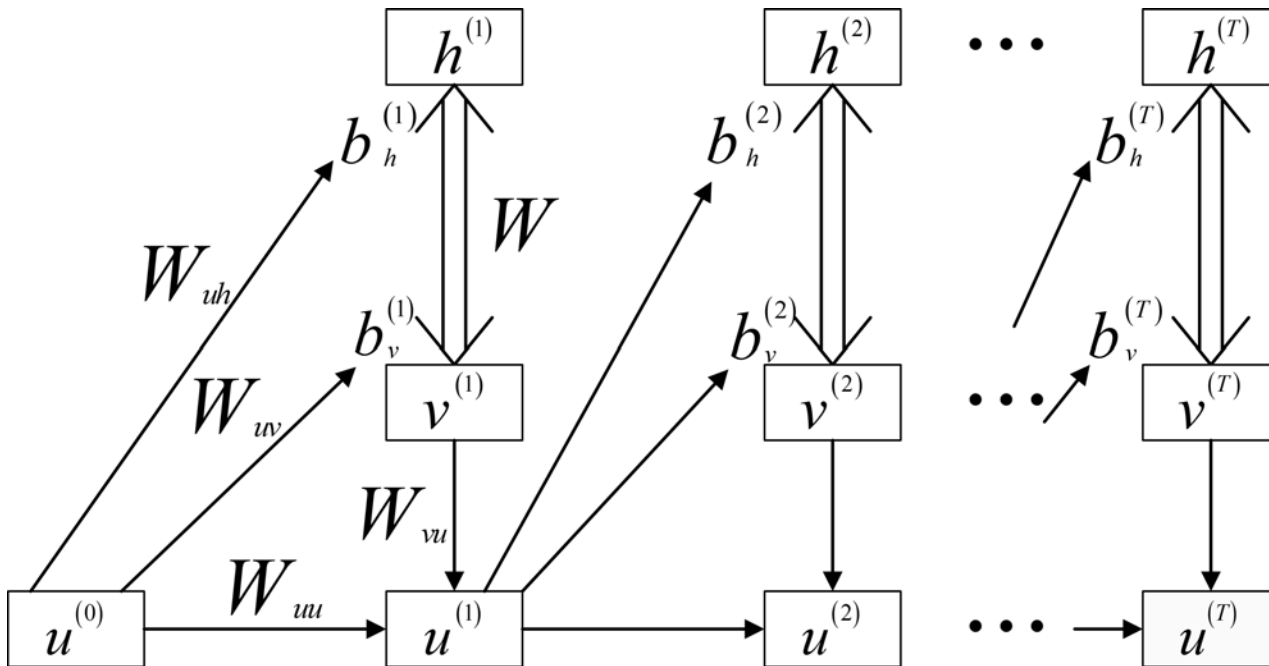 h^(1) h^(2) ••• h^(T)
b_h^(1) b_h^(2) b_h^(T)
W
W_uh
b_v^(1) b_v^(2) b_v^(T)
v^(1) v^(2) ••• v^(T)
W_uv
W_vu
W_uu
u^(0) u^(1) u^(2) ••• u^(T)